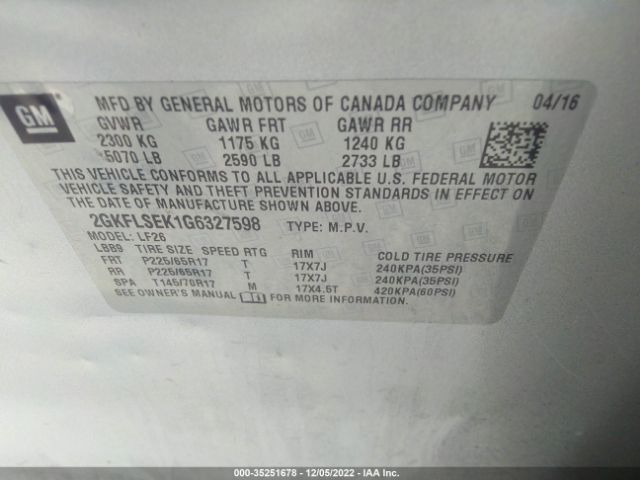 GM
MFD BY GENERAL MOTORS OF CANADA COMPANY 04/16
GVWR GAWR FRT GAWR RR
2300 KG 1175 KG 1240 KG
5070 LB 2590 LB 2733 LB
THIS VEHICLE CONFORMS TO ALL APPLICABLE U.S. FEDERAL MOTOR
VEHICLE SAFETY AND THEFT PREVENTION STANDARDS IN EFFECT ON
THE DATE OF MANUFACTURE SHOWN ABOVE.
2GKFLSEK1G6327598 TYPE: M.P.V.
MODEL: LF26
LBB9 TIRE SIZE SPEED RTG RIM COLD TIRE PRESSURE
FRT P225/65R17 T 17X7J 240KPA(35PSI)
RR P225/65R17 T 17X7J 240KPA(35PSI)
SPA T145/70R17 M 17X4.5T 420KPA(60PSI)
SEE OWNER'S MANUAL FOR MORE INFORMATION.
000-35251678 - 12/05/2022 - IAA Inc.